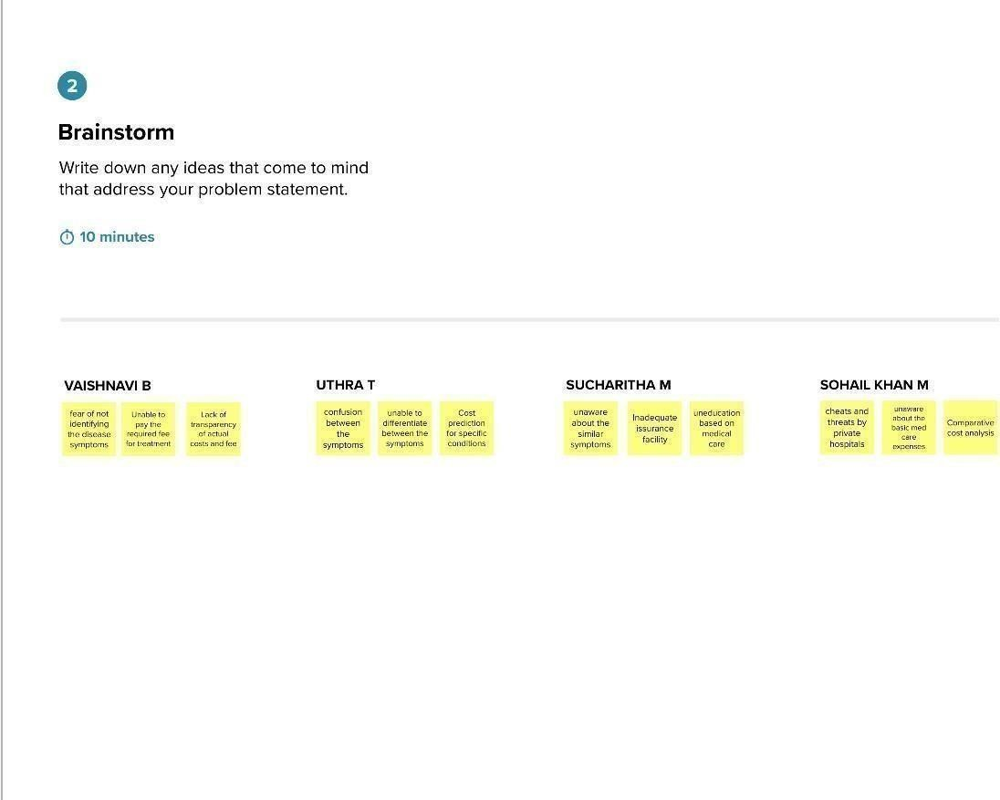 2
Brainstorm
Write down any ideas that come to mind
that address your problem statement.
10 minutes
VAISHNAVI B
fear of not
identifying
the disease
symptoms
Unable to
pay the
required fee
for treatment
Lack of
transparency
of actual
costs and fee
UTHRA T
confusion
between
the
symptoms
unable to
differentiate
between the
symptoms
Cost
prediction
for specific
conditions
SUCHARITHA M
unaware
about the
similar
symptoms
Inadequate
issurance
facility
uneducation
based on
medical
care
SOHAIL KHAN M
cheats and
threats by
private
hospitals
unaware
about the
basic med
care
expenses
Comparative
cost analysis